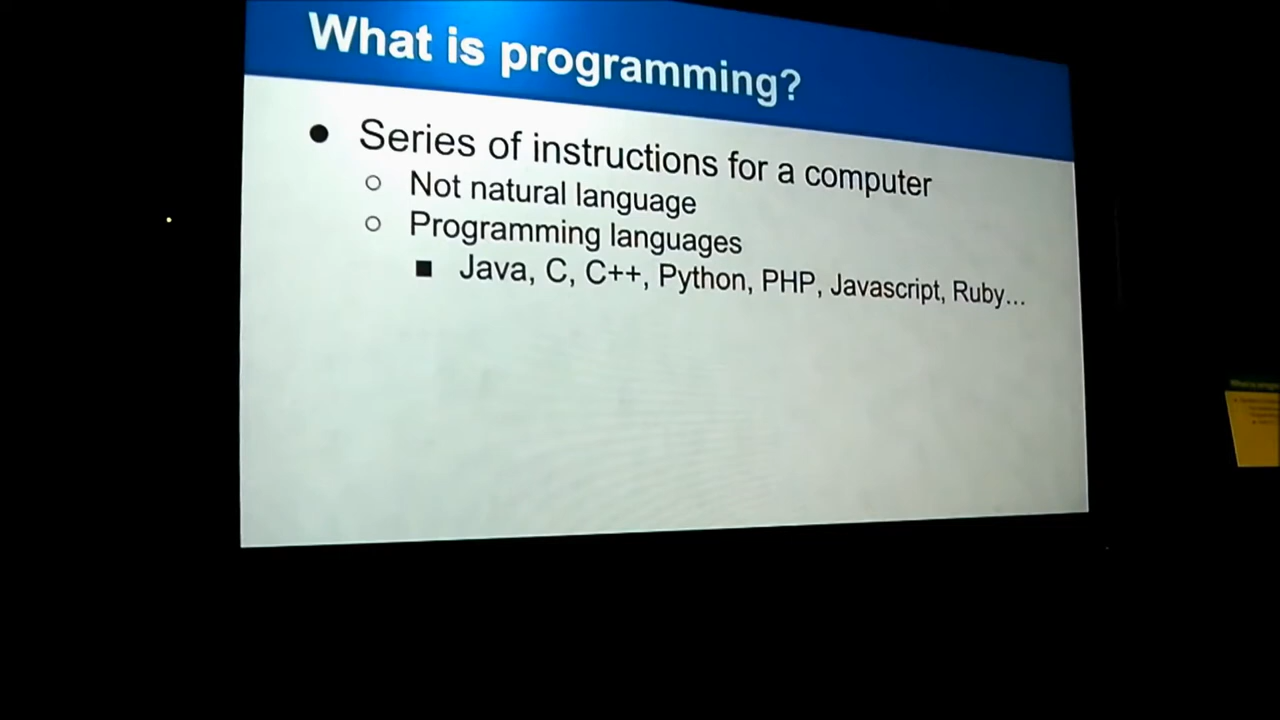 What is programming?
● Series of instructions for a computer
○ Not natural language
○ Programming languages
■ Java, C, C++, Python, PHP, Javascript, Ruby...